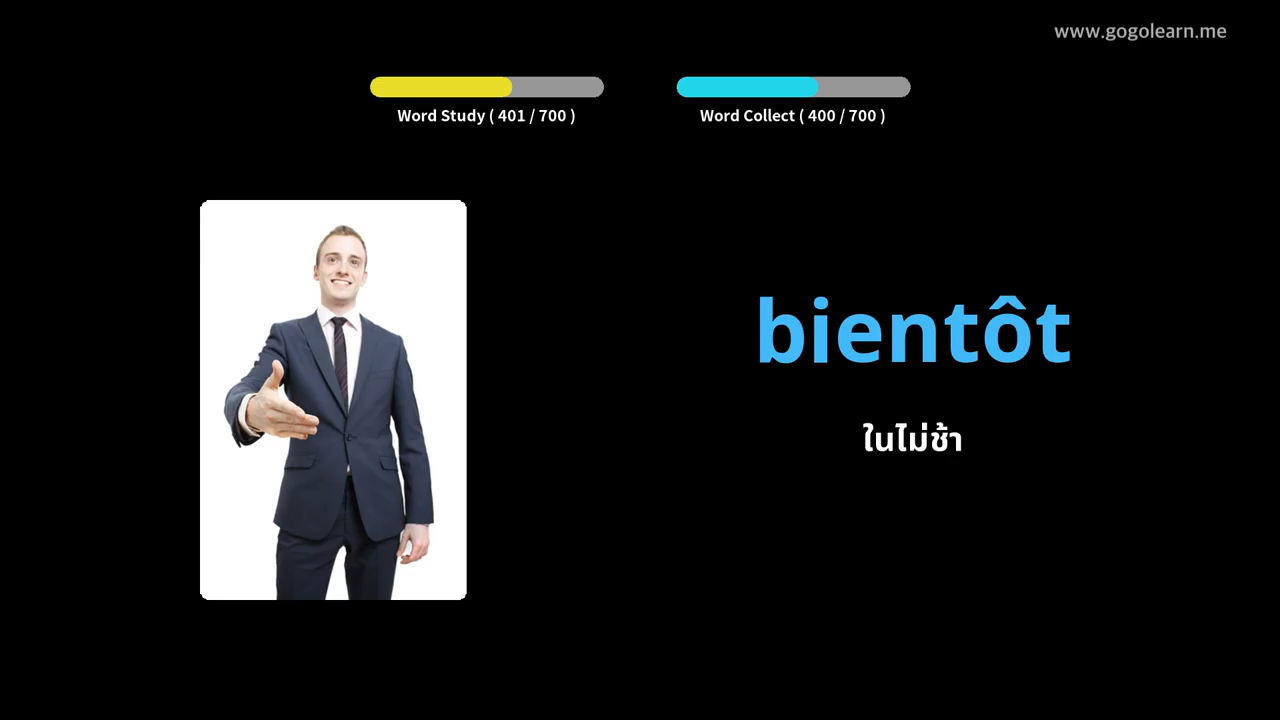 www.gogolearn.me
Word Study ( 401 / 700 )
Word Collect ( 400 / 700 )
bientôt
ในไม่ช้า